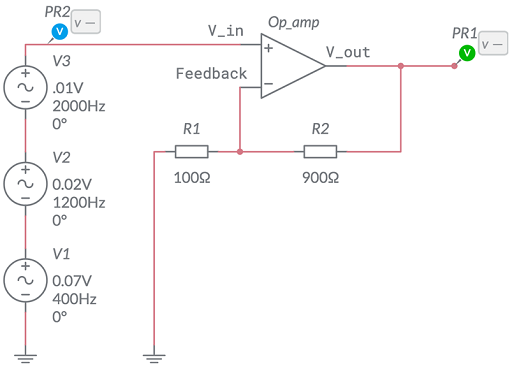 PR2
V —
V
V_in
Op_amp
V_out
PR1
V —
V
Feedback
V3
.01V
2000Hz
0°
V2
0.02V
1200Hz
0°
V1
0.07V
400Hz
0°
R1
100Ω
R2
900Ω